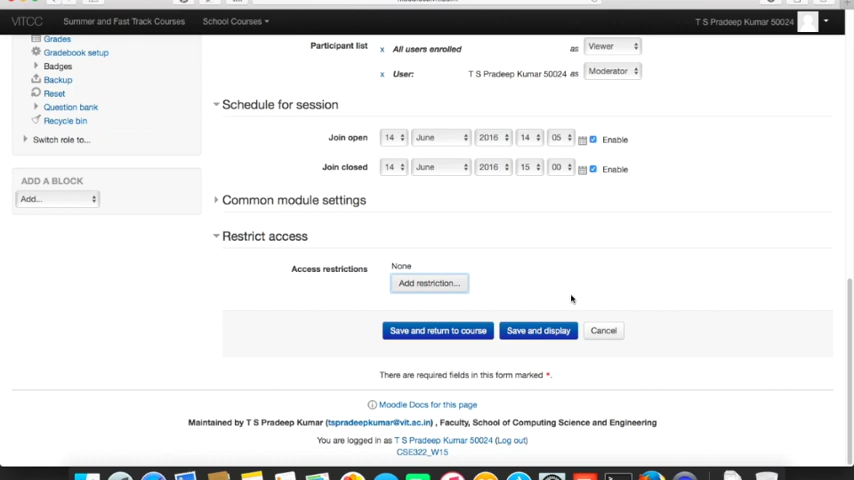 VITCC Summer and Fast Track Courses School Courses T S Pradeep Kumar 50024
Grades
Gradebook setup
Badges
Backup
Reset
Question bank
Recycle bin
Switch role to...
ADD A BLOCK
Add...
Participant list x All users enrolled as Viewer
x User: T S Pradeep Kumar 50024 as Moderator
Schedule for session
Join open 14 June 2016 14 05 Enable
Join closed 14 June 2016 15 00 Enable
Common module settings
Restrict access
Access restrictions None
Add restriction...
Save and return to course Save and display Cancel
There are required fields in this form marked *.
Moodle Docs for this page
Maintained by T S Pradeep Kumar (tspradeepkumar@vit.ac.in) , Faculty, School of Computing Science and Engineering
You are logged in as T S Pradeep Kumar 50024 (Log out)
CSE322_W15